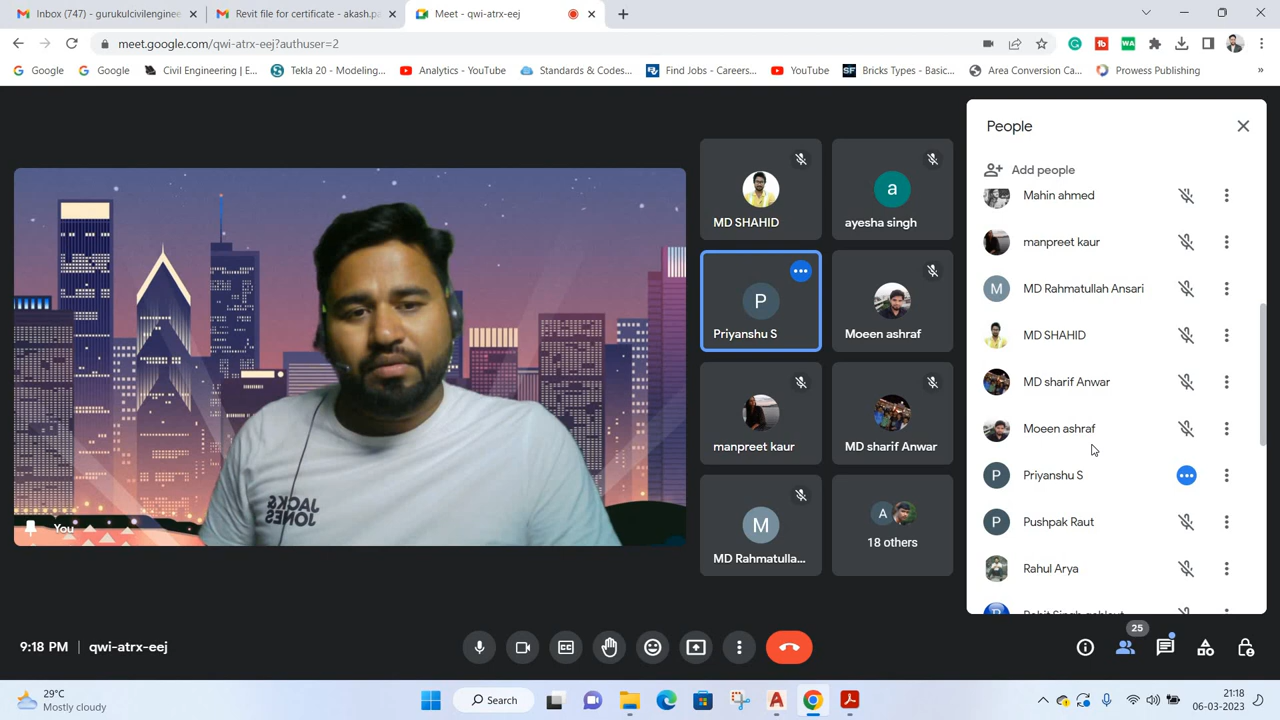 Inbox (747) - gurukulcivilenginee
Revit file for certificate - akash.pa
Meet - qwi-atrx-eej
meet.google.com/qwi-atrx-eej?authuser=2
Google
Google
Civil Engineering | E...
Tekla 20 - Modeling...
Analytics - YouTube
Standards & Codes...
Find Jobs - Careers...
YouTube
Bricks Types - Basic...
Area Conversion Ca...
Prowess Publishing
»
JACKS
JONES
You
MD SHAHID
a
ayesha singh
P
Priyanshu S
Moeen ashraf
manpreet kaur
MD sharif Anwar
M
MD Rahmatulla...
A
18 others
People
Add people
Mahin ahmed
manpreet kaur
M
MD Rahmatullah Ansari
MD SHAHID
MD sharif Anwar
Moeen ashraf
P
Priyanshu S
P
Pushpak Raut
Rahul Arya
9:18 PM | qwi-atrx-eej
CC
25
29°C
Mostly cloudy
Search
21:18
06-03-2023